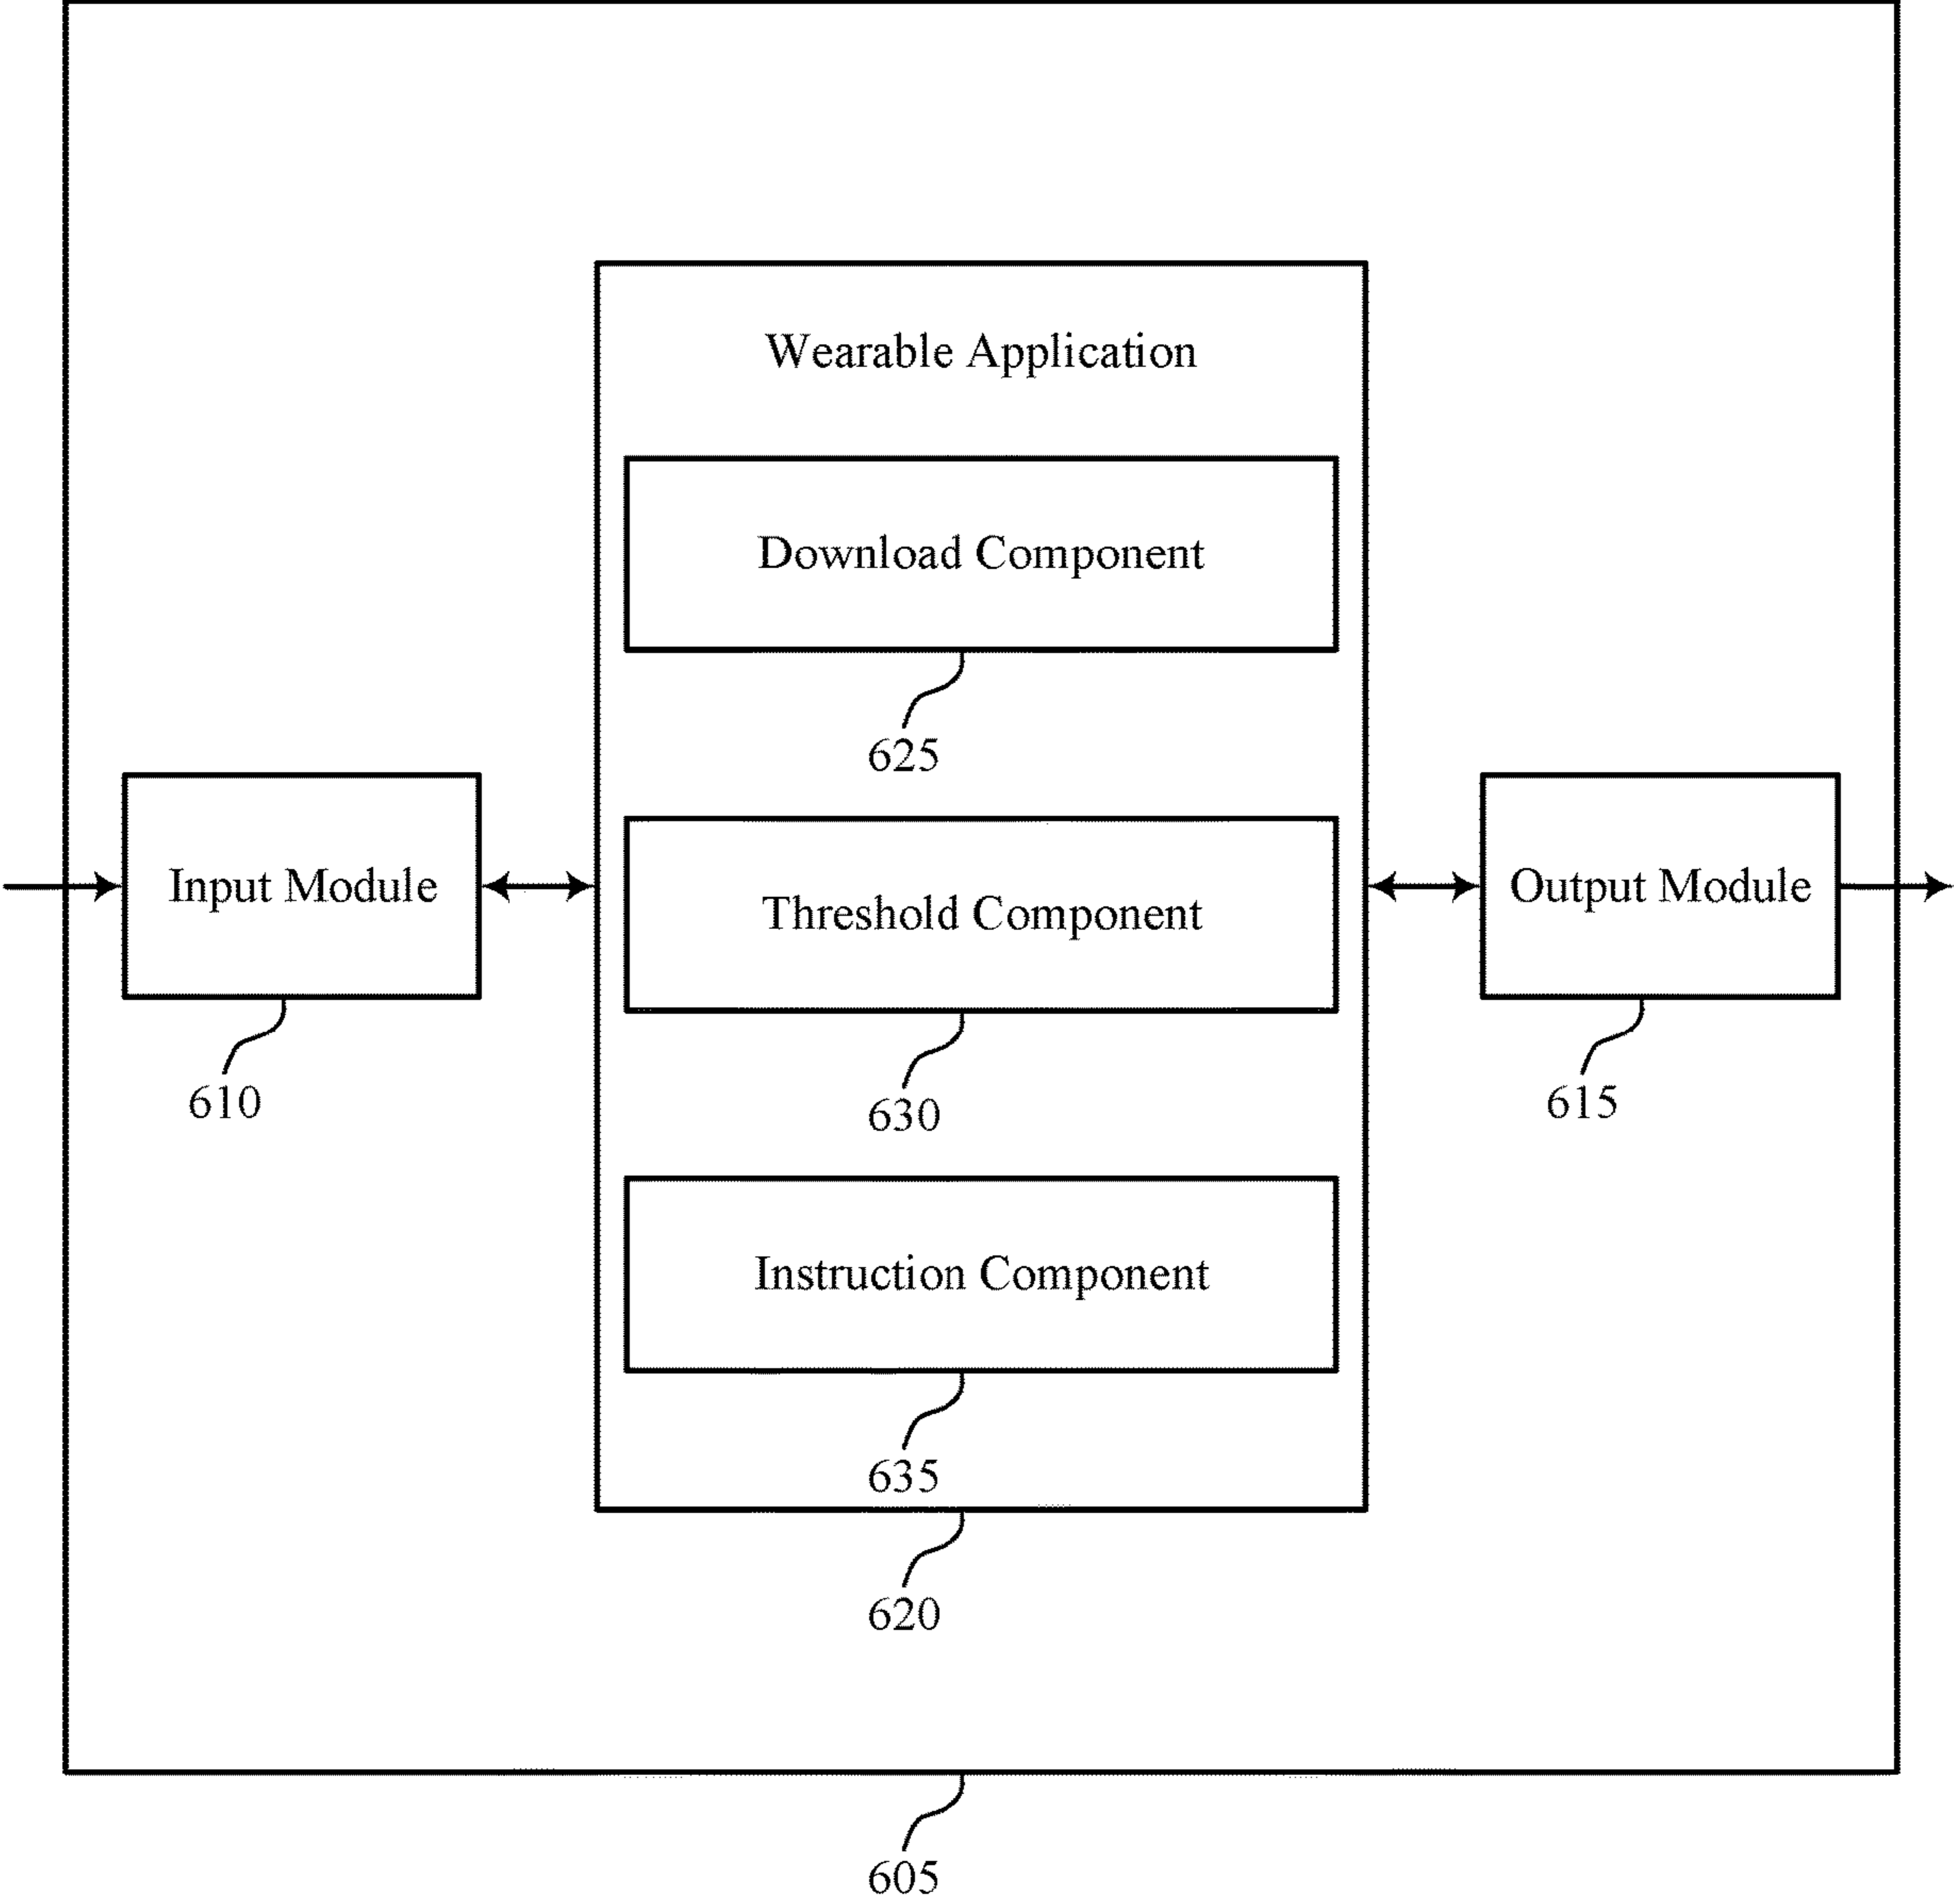 Wearable Application
Download Component
625
Input Module
Threshold Component
Output Module
610
630
615
Instruction Component
635
620
605